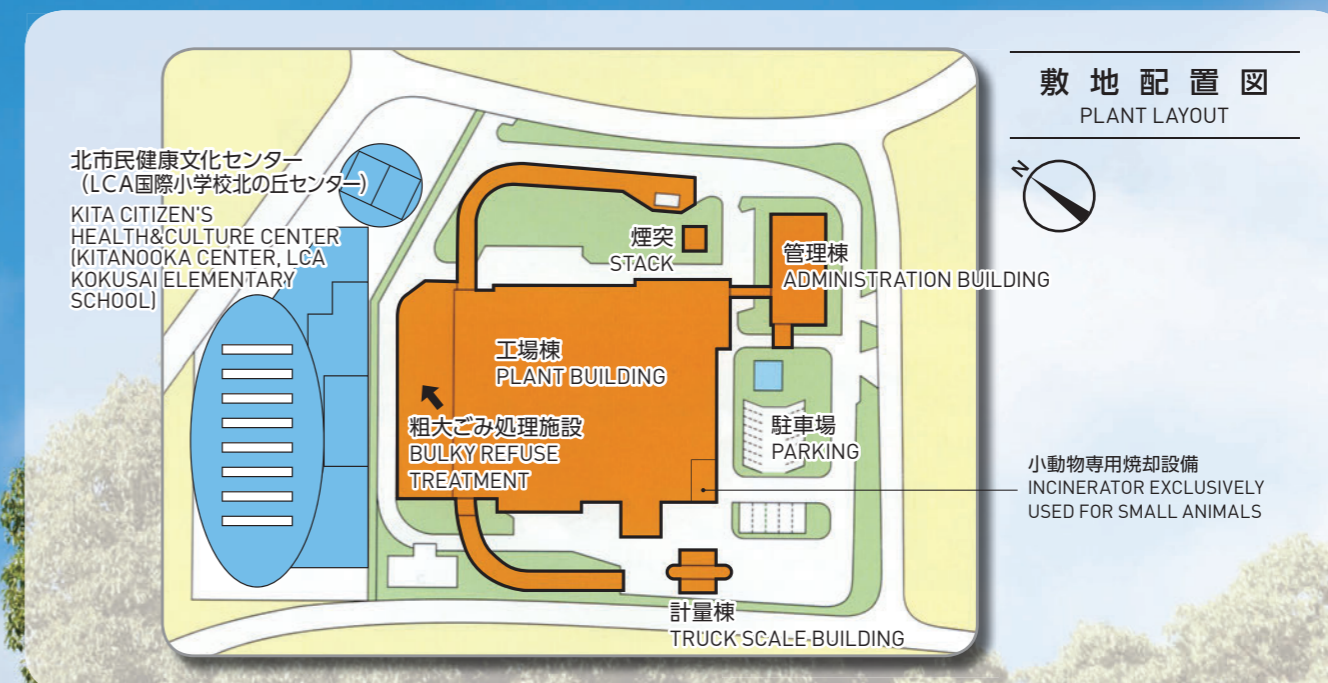 敷地配置図
PLANT LAYOUT
N
北市民健康文化センター
(LCA国際小学校北の丘センター)
KITA CITIZEN'S
HEALTH&CULTURE CENTER
(KITANOOKA CENTER, LCA
KOKUSAI ELEMENTARY
SCHOOL)
煙突
STACK
管理棟
ADMINISTRATION BUILDING
工場棟
PLANT BUILDING
粗大ごみ処理施設
BULKY REFUSE
TREATMENT
駐車場
PARKING
小動物専用焼却設備
INCINERATOR EXCLUSIVELY
USED FOR SMALL ANIMALS
計量棟
TRUCK SCALE BUILDING